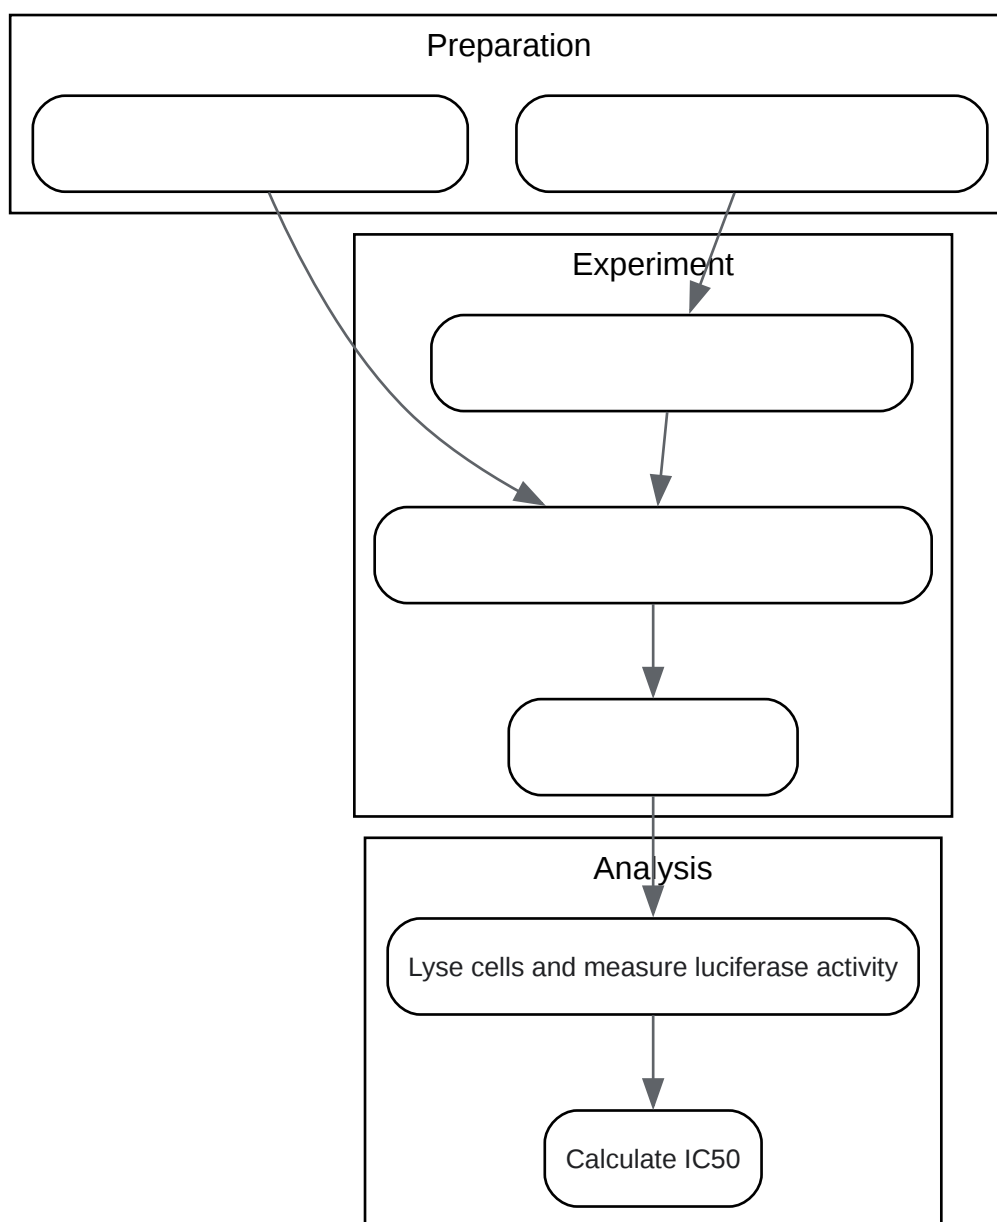 Preparation
Experiment
Analysis
Lyse cells and measure luciferase activity
Calculate IC50